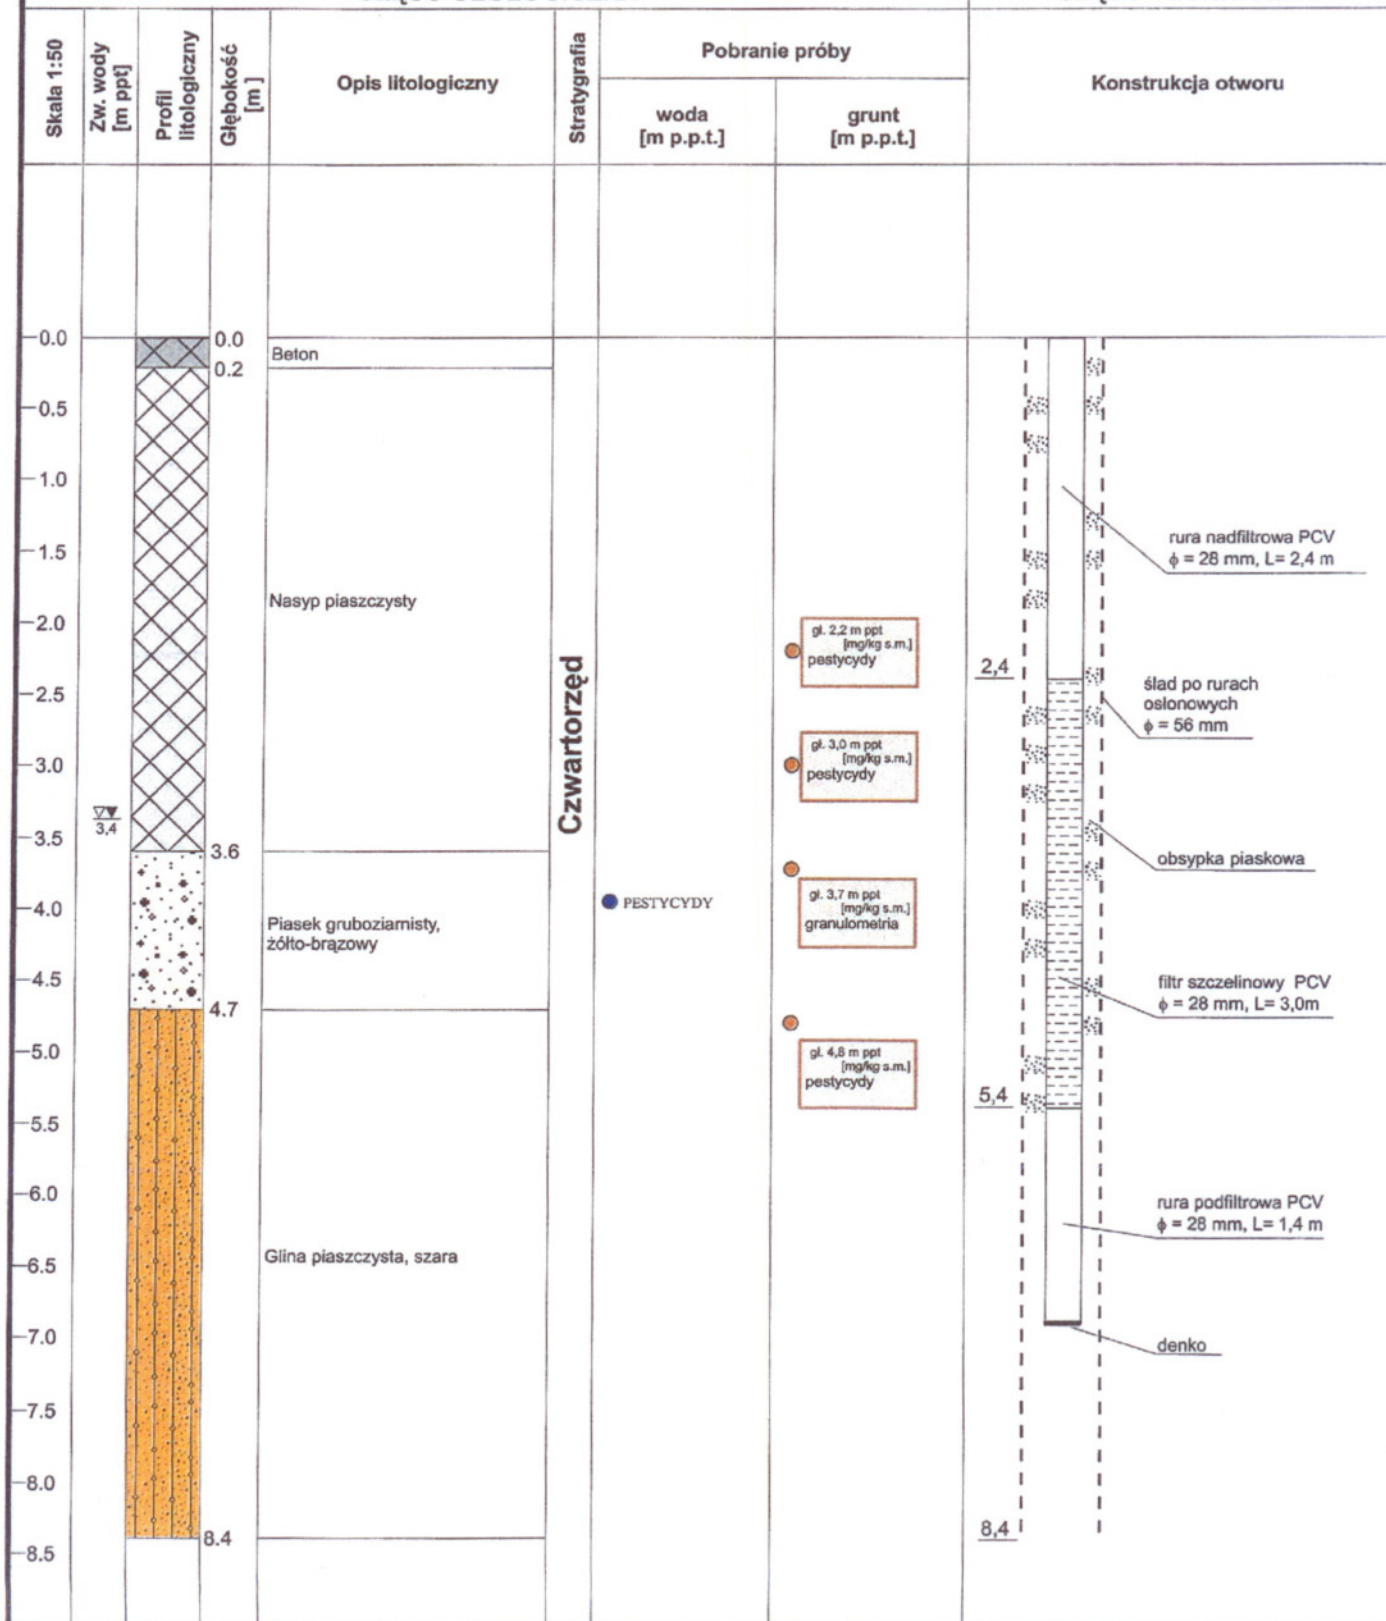 Skala 1:50
Zw. wody
[m ppt]
Profil
litologiczny
Głębokość
[m ]
Opis litologiczny
Stratygrafia
Pobranie próby
woda
[m p.p.t.]
grunt
[m p.p.t.]
Konstrukcja otworu
0.0
0.5
1.0
1.5
2.0
2.5
3.0
3.5
4.0
4.5
5.0
5.5
6.0
6.5
7.0
7.5
8.0
8.5
3,4
0.0
0.2
3.6
4.7
8.4
Beton
Nasyp piaszczysty
Piasek gruboziarnisty,
żółto-brązowy
Glina piaszczysta, szara
Czwartorzęd
PESTYCYDY
gł. 2,2 m ppt
[mg/kg s.m.]
pestycydy
gł. 3,0 m ppt
[mg/kg s.m.]
pestycydy
gł. 3,7 m ppt
[mg/kg s.m.]
granulometria
gł. 4,8 m ppt
[mg/kg s.m.]
pestycydy
2,4
5,4
8,4
rura nadfiltrowa PCV
ϕ = 28 mm, L= 2,4 m
ślad po rurach
osłonowych
ϕ = 56 mm
obsypka piaskowa
filtr szczelinowy PCV
ϕ = 28 mm, L= 3,0m
rura podfiltrowa PCV
ϕ = 28 mm, L= 1,4 m
denko